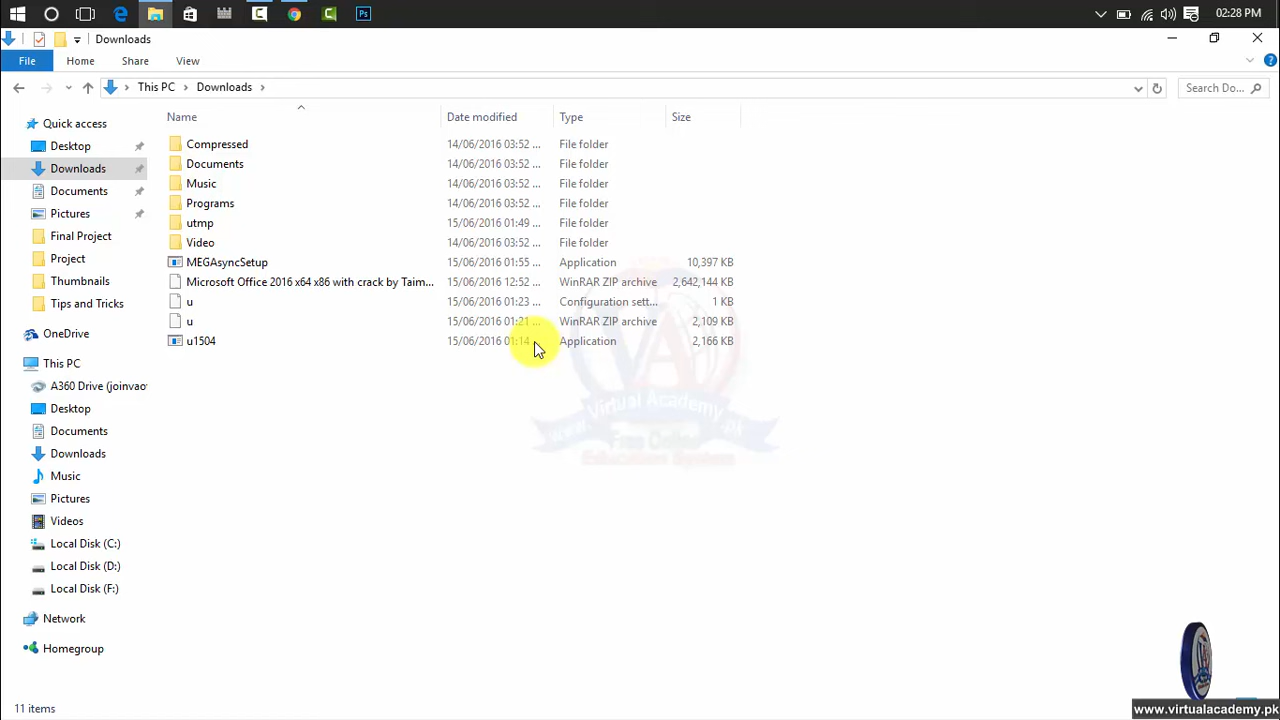 02:28 PM
Downloads
File Home Share View
This PC Downloads
Search Do...
Name Date modified Type Size
Quick access
Desktop
Downloads
Documents
Pictures
Final Project
Project
Thumbnails
Tips and Tricks
OneDrive
This PC
A360 Drive (joinvao
Desktop
Documents
Downloads
Music
Pictures
Videos
Local Disk (C:)
Local Disk (D:)
Local Disk (F:)
Network
Homegroup
Compressed 14/06/2016 03:52 ... File folder
Documents 14/06/2016 03:52 ... File folder
Music 14/06/2016 03:52 ... File folder
Programs 14/06/2016 03:52 ... File folder
utmp 15/06/2016 01:49 ... File folder
Video 14/06/2016 03:52 ... File folder
MEGAsyncSetup 15/06/2016 01:55 ... Application 10,397 KB
Microsoft Office 2016 x64 x86 with crack by Taim... 15/06/2016 12:52 ... WinRAR ZIP archive 2,642,144 KB
u 15/06/2016 01:23 ... Configuration sett... 1 KB
u 15/06/2016 01:21 ... WinRAR ZIP archive 2,109 KB
u1504 15/06/2016 01:14 ... Application 2,166 KB
VA
www.VirtualAcademy.pk
Free Online
Education System
11 items
www.virtualacademy.pk